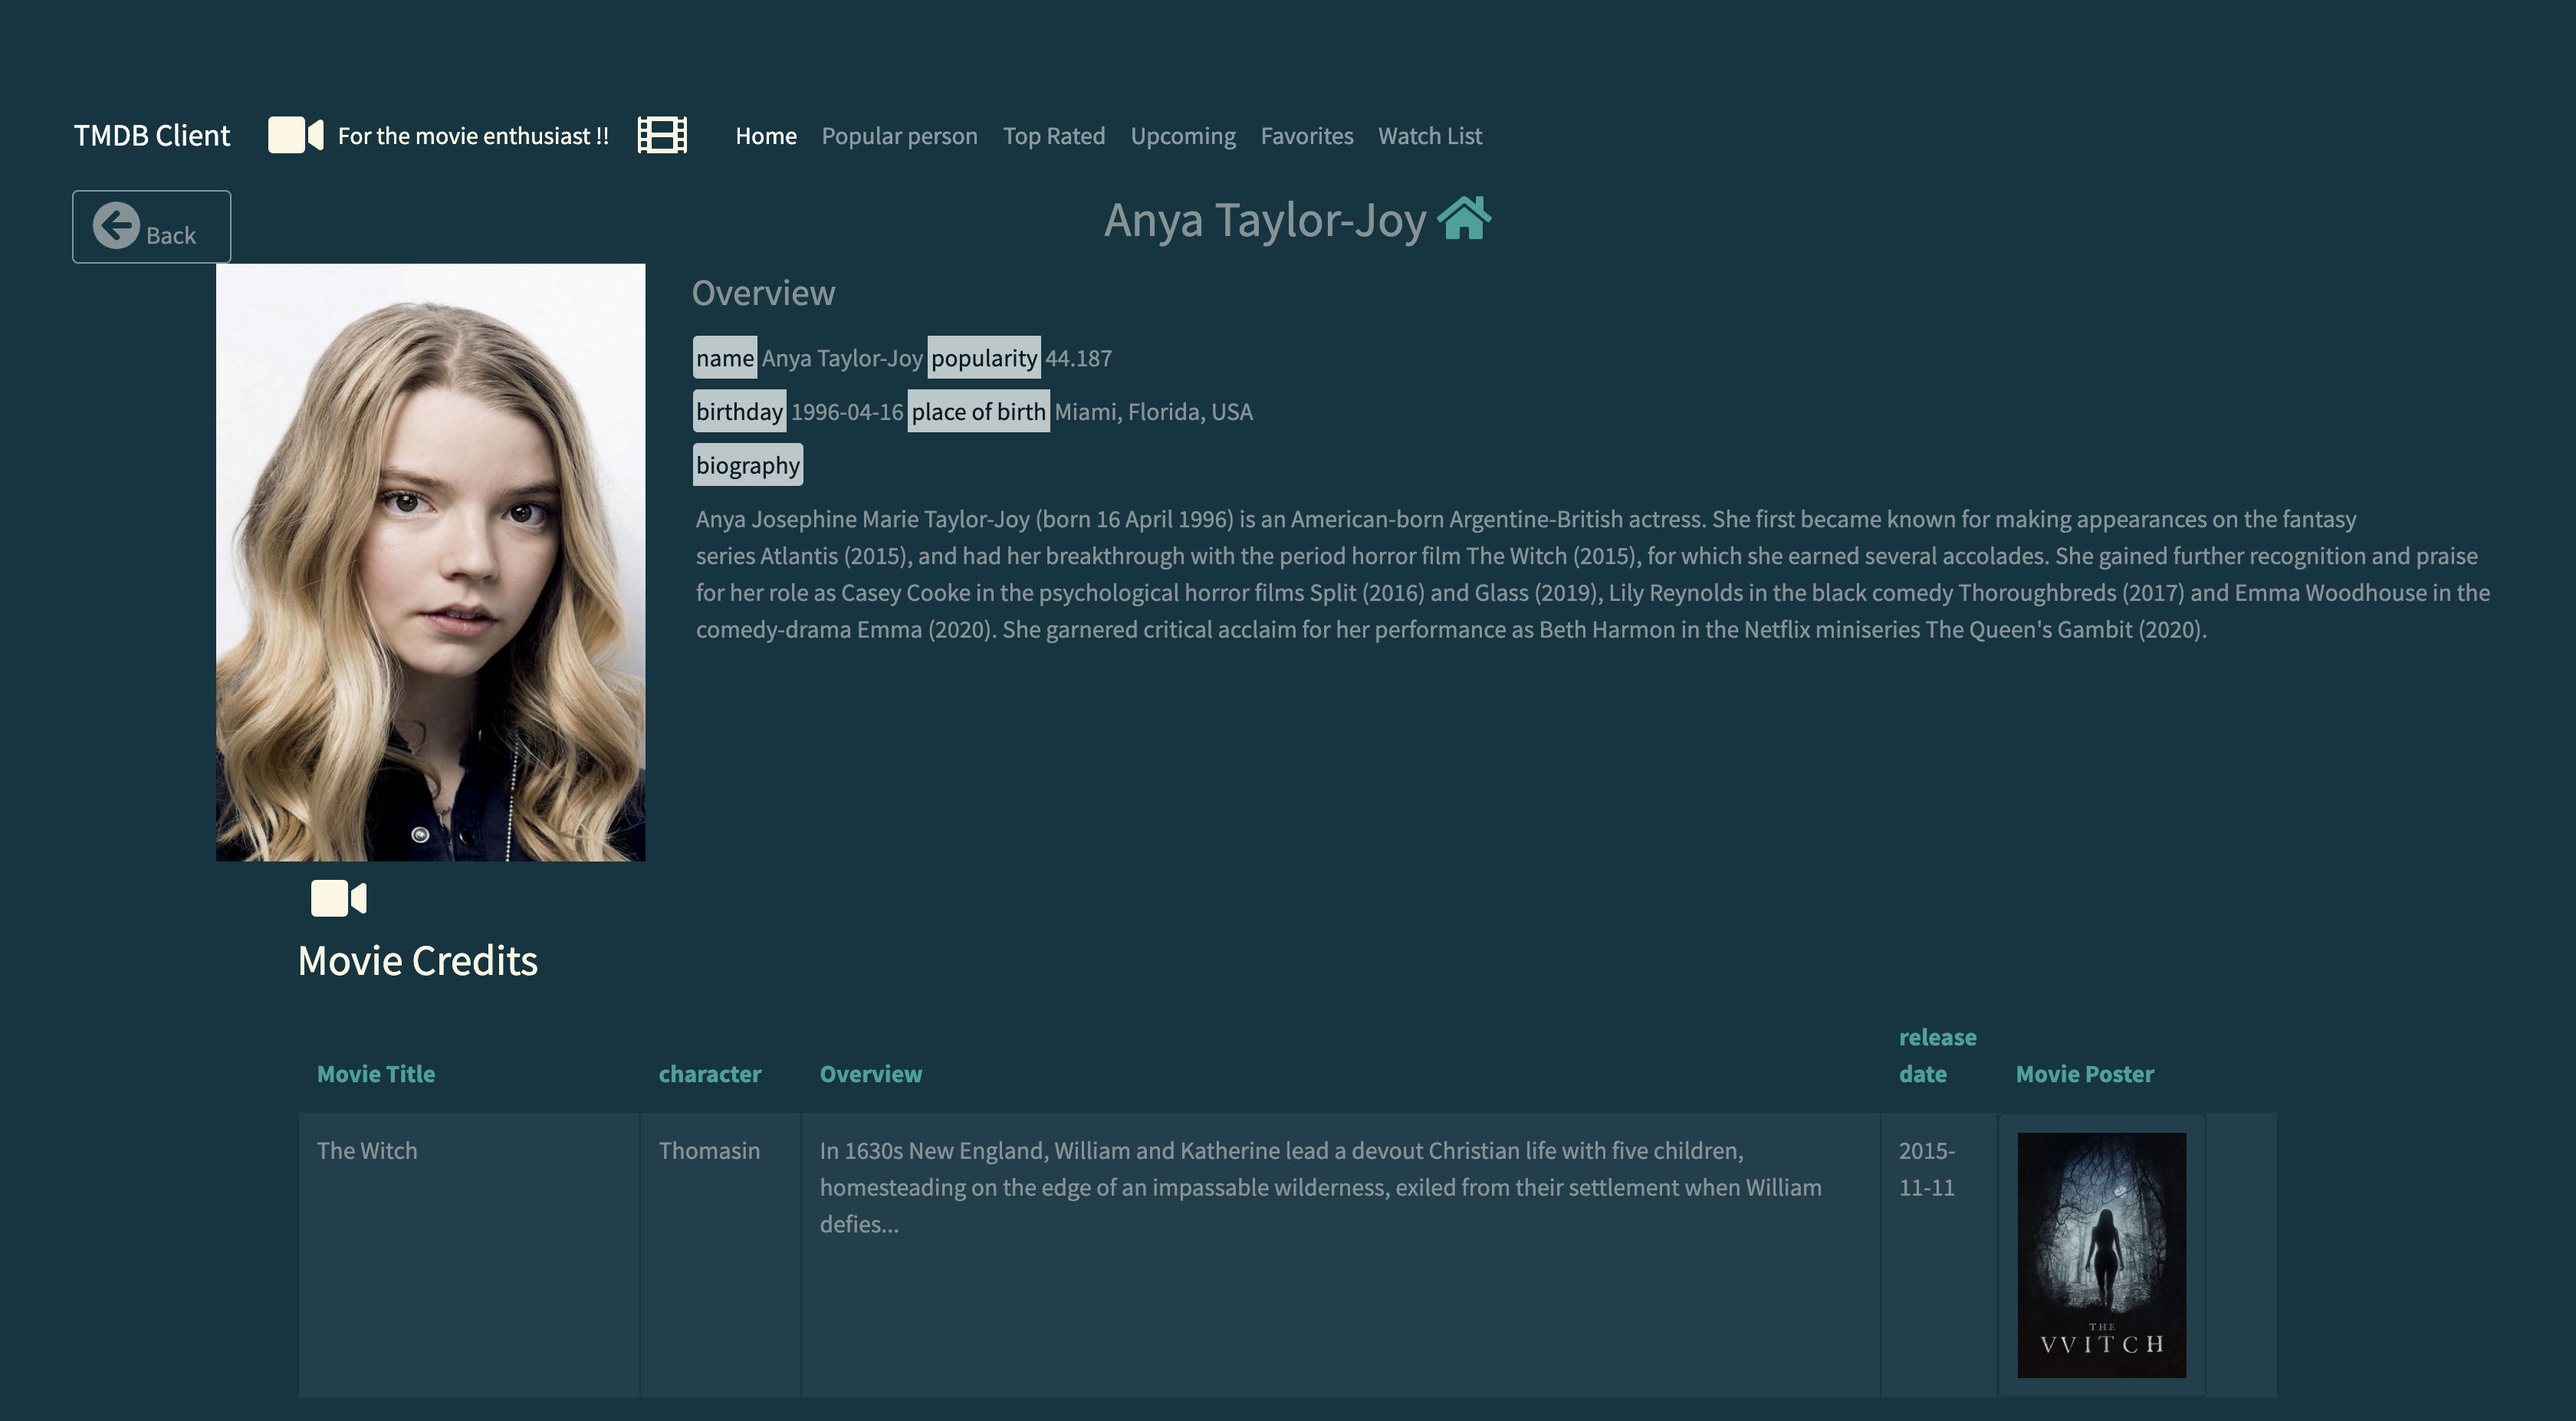 TMDB Client For the movie enthusiast !! Home Popular person Top Rated Upcoming Favorites Watch List
Back
Anya Taylor-Joy
Overview
name Anya Taylor-Joy popularity 44.187
birthday 1996-04-16 place of birth Miami, Florida, USA
biography
Anya Josephine Marie Taylor-Joy (born 16 April 1996) is an American-born Argentine-British actress. She first became known for making appearances on the fantasy
series Atlantis (2015), and had her breakthrough with the period horror film The Witch (2015), for which she earned several accolades. She gained further recognition and praise
for her role as Casey Cooke in the psychological horror films Split (2016) and Glass (2019), Lily Reynolds in the black comedy Thoroughbreds (2017) and Emma Woodhouse in the
comedy-drama Emma (2020). She garnered critical acclaim for her performance as Beth Harmon in the Netflix miniseries The Queen's Gambit (2020).
Movie Credits
Movie Title character Overview release date Movie Poster
The Witch
Thomasin
In 1630s New England, William and Katherine lead a devout Christian life with five children,
homesteading on the edge of an impassable wilderness, exiled from their settlement when William
defies...
2015-
11-11
THE
VVITCH